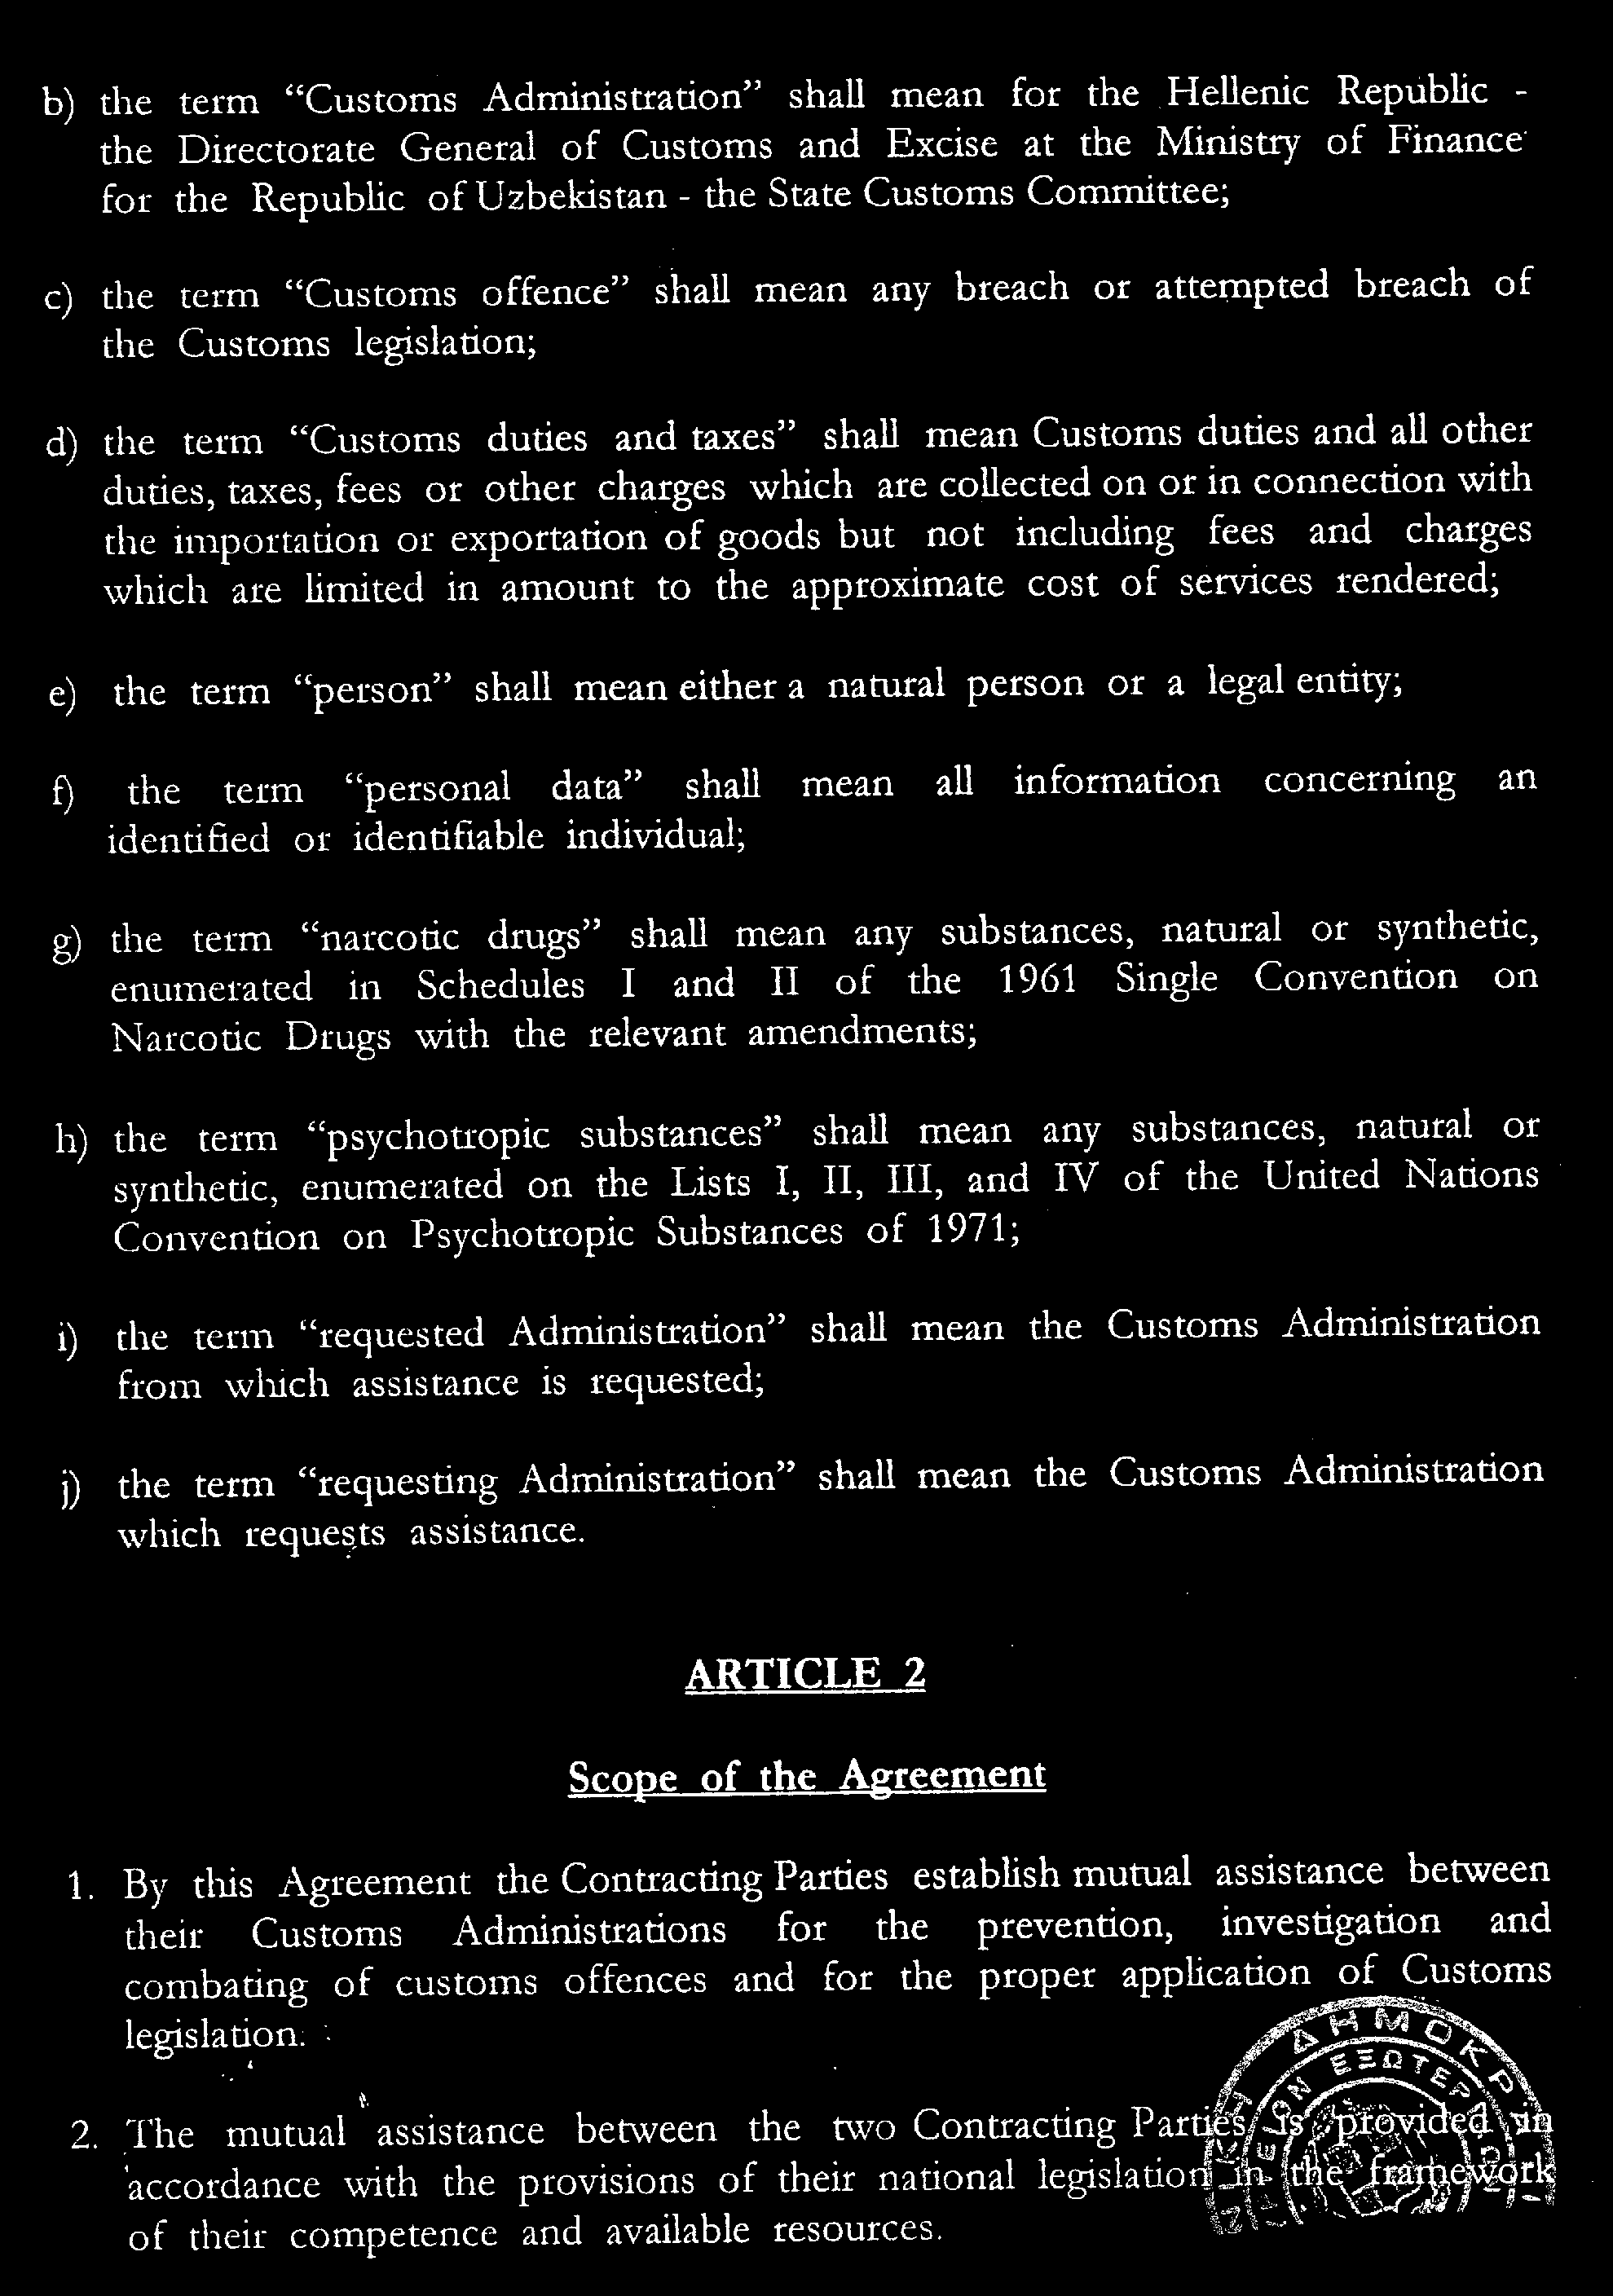 b) the term “Customs Administration” shall mean for the Hellenic Republic -
the Directorate General of Customs and Excise at the Ministry of Finance
for the Republic of Uzbekistan - the State Customs Committee;
c) the term “Customs offence” shall mean any breach or attempted breach of
the Customs legislation;
d) the term “Customs duties and taxes” shall mean Customs duties and all other
duties, taxes, fees or other charges which are collected on or in connection with
the importation or exportation of goods but not including fees and charges
which are limited in amount to the approximate cost of services rendered;
e) the term “person” shall mean either a natural person or a legal entity;
f) the term “personal data” shall mean all information concerning an
identified or identifiable individual;
g) the term “narcotic drugs” shall mean any substances, natural or synthetic,
enumerated in Schedules I and II of the 1961 Single Convention on
Narcotic Drugs with the relevant amendments;
h) the term “psychotropic substances” shall mean any substances, natural or
synthetic, enumerated on the Lists I, II, III, and IV of the United Nations
Convention on Psychotropic Substances of 1971;
i) the term “requested Administration” shall mean the Customs Administration
from which assistance is requested;
j) the term “requesting Administration” shall mean the Customs Administration
which requests assistance.
ARTICLE 2
Scope of the Agreement
1. By this Agreement the Contracting Parties establish mutual assistance between
their Customs Administrations for the prevention, investigation and
combating of customs offences and for the proper application of Customs
legislation.
2. The mutual assistance between the two Contracting Parties is provided in
accordance with the provisions of their national legislation in the framework
of their competence and available resources.